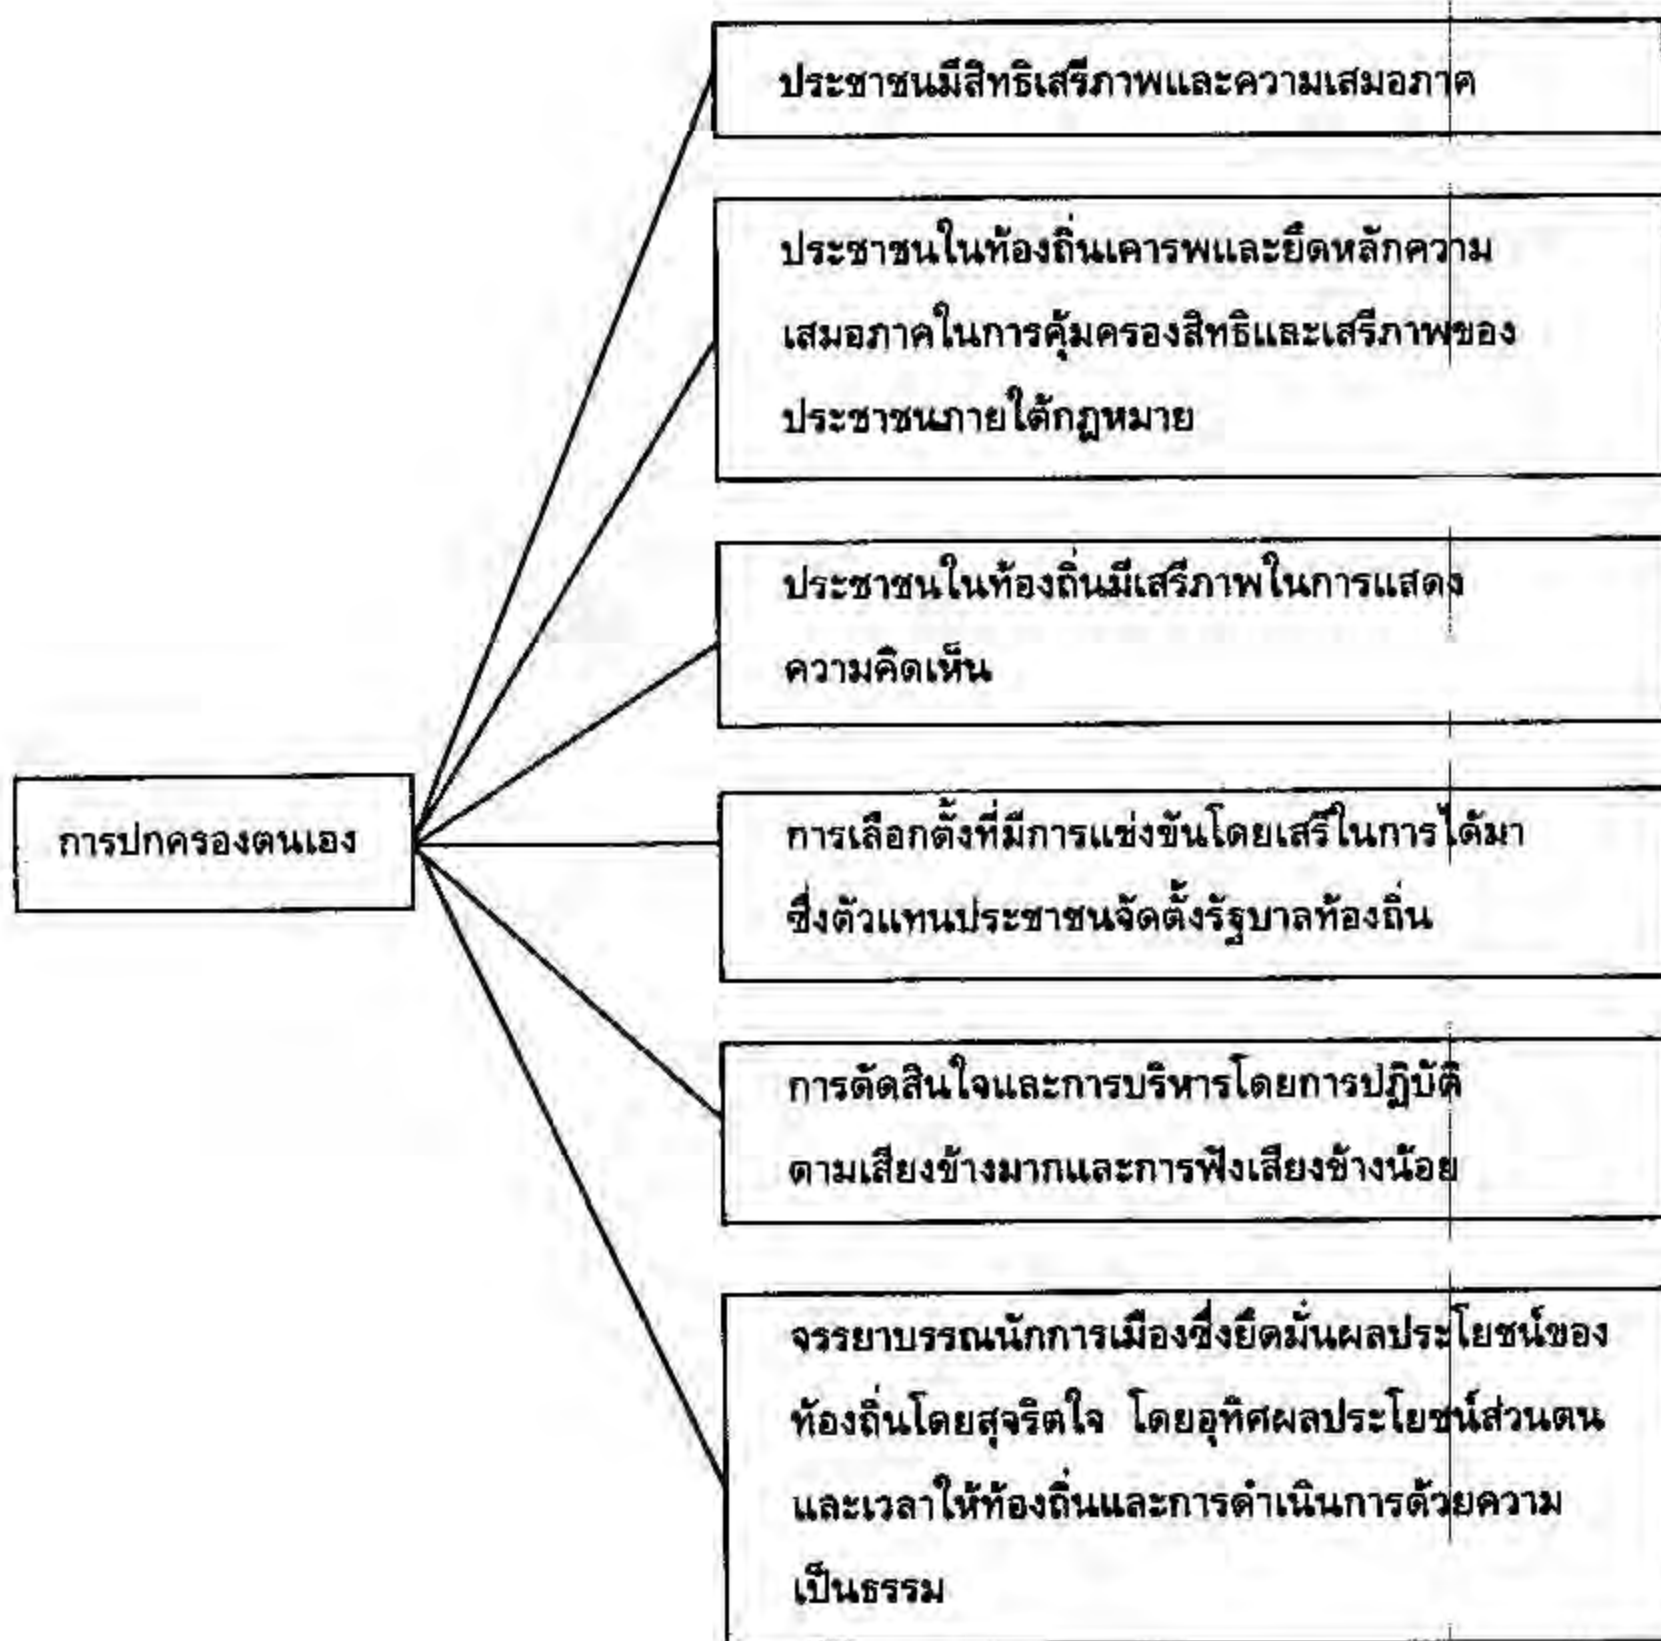 ประชาชนมีสิทธิเสรีภาพและความเสมอภาค
ประชาชนในท้องถิ่นเคารพและยึดหลักความ
เสมอภาคในการคุ้มครองสิทธิและเสรีภาพของ
ประชาชนภายใต้กฎหมาย
ประชาชนในท้องถิ่นมีเสรีภาพในการแสดง
ความคิดเห็น
การปกครองตนเอง
การเลือกตั้งที่มีการแข่งขันโดยเสรีในการได้มา
ซึ่งตัวแทนประชาชนจัดตั้งรัฐบาลท้องถิ่น
การตัดสินใจและการบริหารโดยการปฏิบัติ
ตามเสียงข้างมากและการฟังเสียงข้างน้อย
จรรยาบรรณนักการเมืองซึ่งยึดมั่นผลประโยชน์ของ
ท้องถิ่นโดยสุจริตใจ โดยอุทิศผลประโยชน์ส่วนตน
และเวลาให้ท้องถิ่นและการดำเนินการด้วยความ
เป็นธรรม